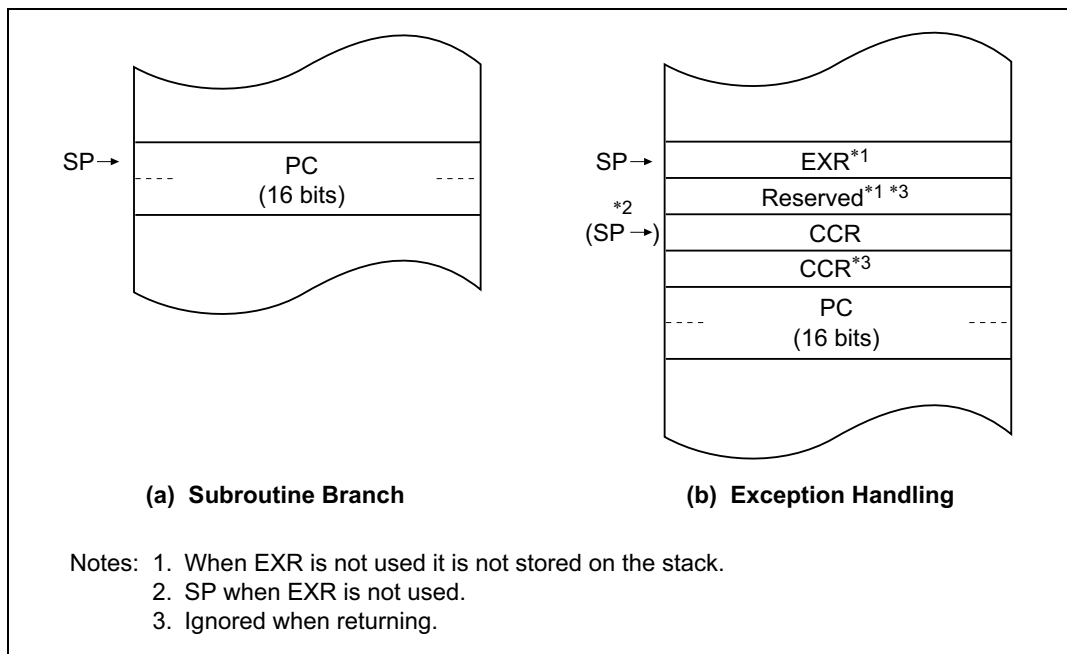 SP→
PC
(16 bits)
(a) Subroutine Branch
SP→
EXR*1
Reserved*1 *3
*2
(SP→)
CCR
CCR*3
PC
(16 bits)
(b) Exception Handling
Notes: 1. When EXR is not used it is not stored on the stack.
2. SP when EXR is not used.
3. Ignored when returning.